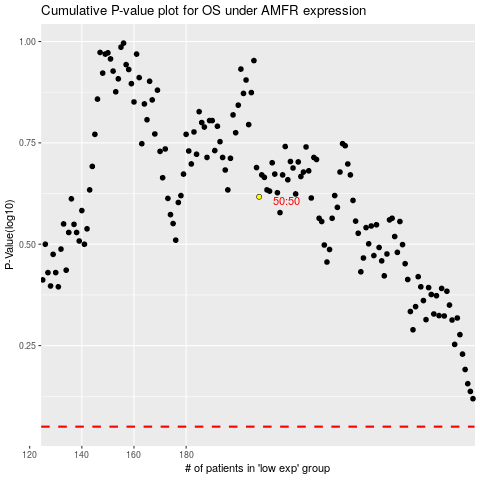 Cumulative P-value plot for OS under AMFR expression
P-Value(log10)
1.00
0.75
0.50
0.25
50:50
120 140 160 180
# of patients in 'low exp' group